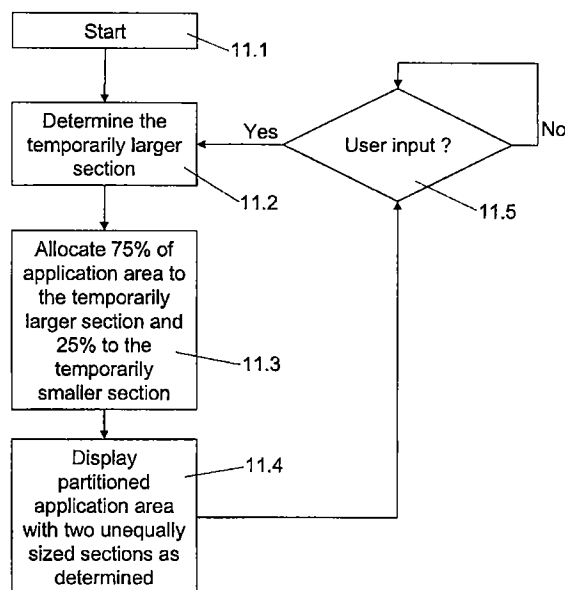 Start
11.1
Determine the
temporarily larger
section
11.2
Yes
User input ?
No
11.5
Allocate 75% of
application area to
the temporarily
larger section and
25% to the
temporarily
smaller section
11.3
Display
partitioned
application area
with two unequally
sized sections as
determined
11.4